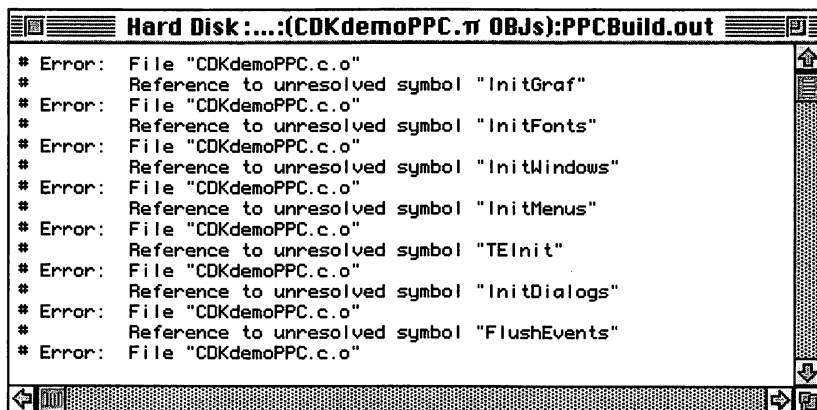 Hard Disk:...:(CDKdemoPPC.π OBJs):PPCBuild.out
# Error: File "CDKdemoPPC.c.o"
# Reference to unresolved symbol "InitGraf"
# Error: File "CDKdemoPPC.c.o"
# Reference to unresolved symbol "InitFonts"
# Error: File "CDKdemoPPC.c.o"
# Reference to unresolved symbol "InitWindows"
# Error: File "CDKdemoPPC.c.o"
# Reference to unresolved symbol "InitMenus"
# Error: File "CDKdemoPPC.c.o"
# Reference to unresolved symbol "TEInit"
# Error: File "CDKdemoPPC.c.o"
# Reference to unresolved symbol "InitDialogs"
# Error: File "CDKdemoPPC.c.o"
# Reference to unresolved symbol "FlushEvents"
# Error: File "CDKdemoPPC.c.o"